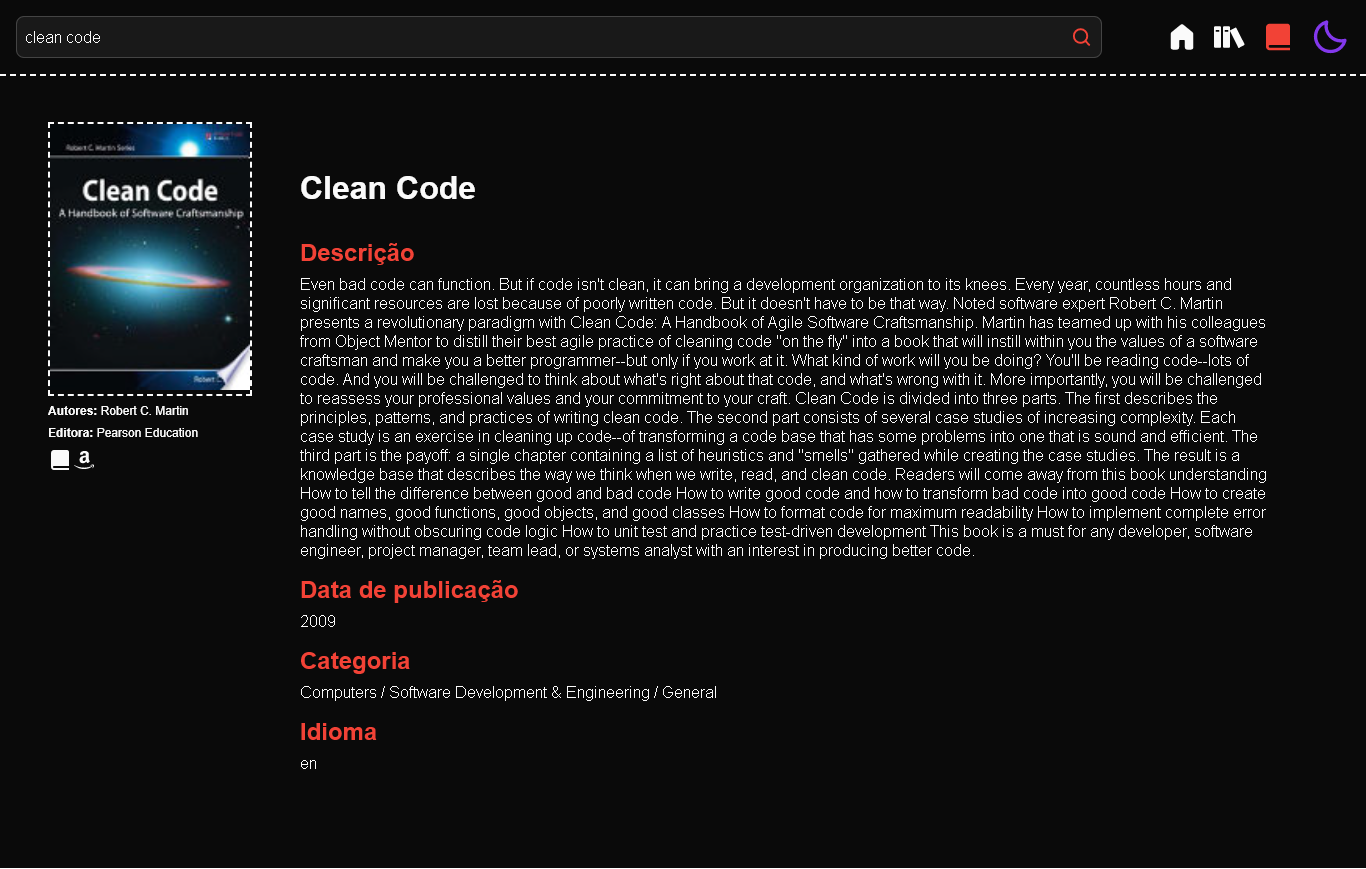 clean code
Robert C. Martin Series
Clean Code
A Handbook of Software Craftsmanship
Robert
Autores: Robert C. Martin
Editora: Pearson Education
Clean Code
Descrição
Even bad code can function. But if code isn't clean, it can bring a development organization to its knees. Every year, countless hours and
significant resources are lost because of poorly written code. But it doesn't have to be that way. Noted software expert Robert C. Martin
presents a revolutionary paradigm with Clean Code: A Handbook of Agile Software Craftsmanship. Martin has teamed up with his colleagues
from Object Mentor to distill their best agile practice of cleaning code "on the fly" into a book that will instill within you the values of a software
craftsman and make you a better programmer--but only if you work at it. What kind of work will you be doing? You'll be reading code--lots of
code. And you will be challenged to think about what's right about that code, and what's wrong with it. More importantly, you will be challenged
to reassess your professional values and your commitment to your craft. Clean Code is divided into three parts. The first describes the
principles, patterns, and practices of writing clean code. The second part consists of several case studies of increasing complexity. Each
case study is an exercise in cleaning up code--of transforming a code base that has some problems into one that is sound and efficient. The
third part is the payoff: a single chapter containing a list of heuristics and "smells" gathered while creating the case studies. The result is a
knowledge base that describes the way we think when we write, read, and clean code. Readers will come away from this book understanding
How to tell the difference between good and bad code How to write good code and how to transform bad code into good code How to create
good names, good functions, good objects, and good classes How to format code for maximum readability How to implement complete error
handling without obscuring code logic How to unit test and practice test-driven development This book is a must for any developer, software
engineer, project manager, team lead, or systems analyst with an interest in producing better code.
Data de publicação
2009
Categoria
Computers / Software Development & Engineering / General
Idioma
en